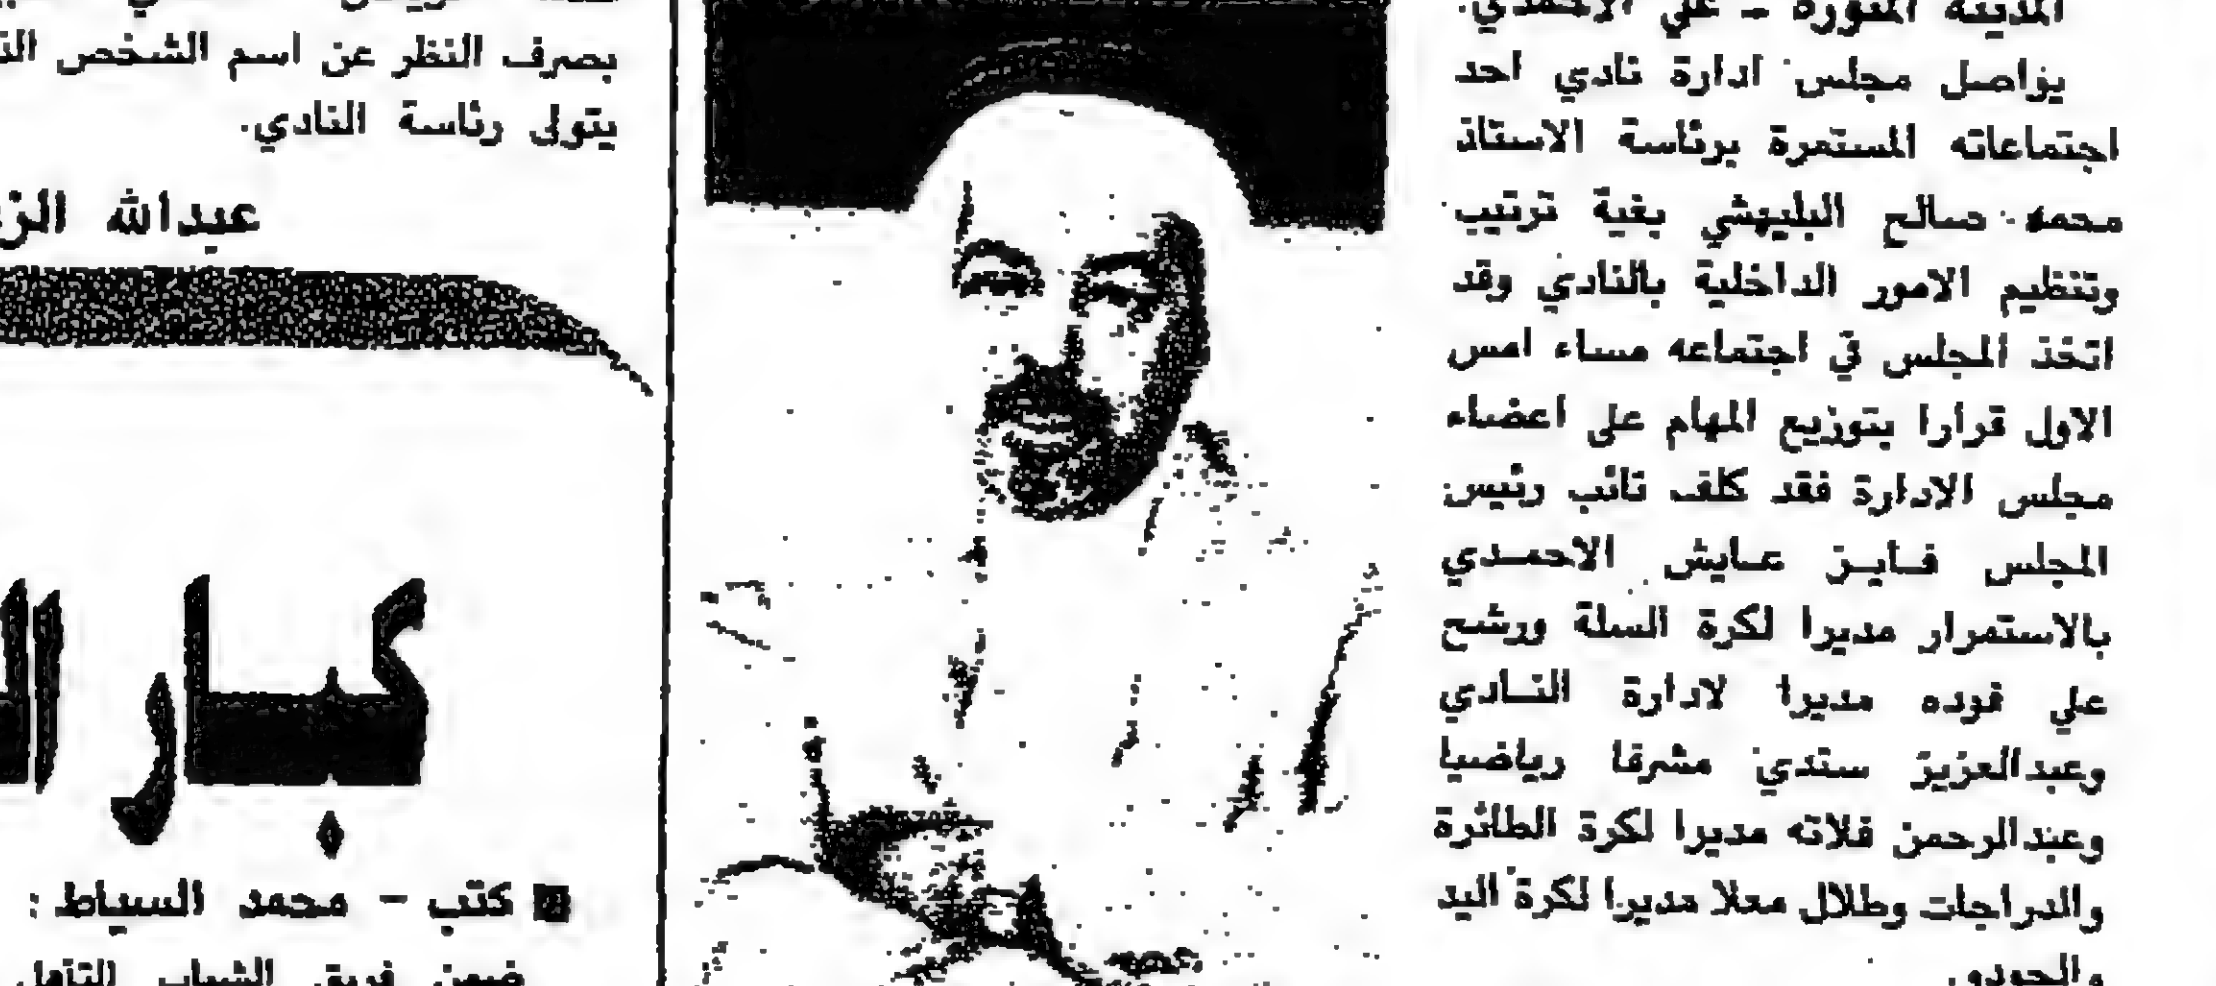 المدينة المنورة - علي الاحمدي.
يواصل مجلس ادارة نادي احد
اجتماعاته المستمرة برئاسة الاستاذ
محمد صالح البليهشي بغية ترتيب
وتنظيم الامور الداخلية بالنادي وقد
اتخذ المجلس في اجتماعه مساء امس
الاول قرارا بتوزيع المهام على اعضاء
مجلس الادارة فقد كلف نائب رئيس
المجلس فايز عايش الاحمدي
بالاستمرار مديرا لكرة السلة ورشح
علي فوده مديرا لادارة النادي
وعبدالعزيز سندي مشرفا رياضيا
وعبدالرحمن فلاته مديرا لكرة الطائرة
والدراجات وطلال معلا مديرا لكرة اليد
والجودو.
بصرف النظر عن اسم الشخص
يتولى رئاسة النادي.
عبدالله
كبار
كتب - محمد السياط:
ضمن فريق الشباب المتأهل